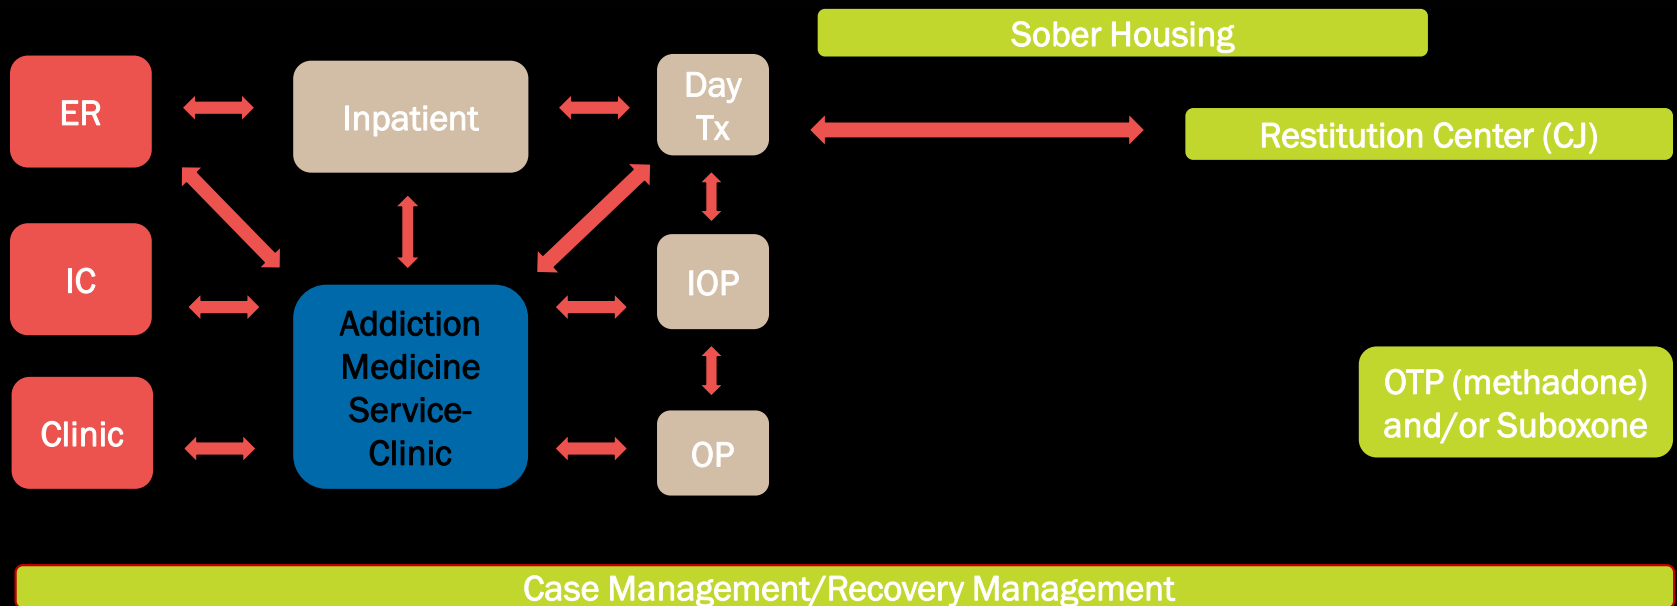 Sober Housing
ER
Inpatient
Day
Tx
Restitution Center (CJ)
IC
IOP
Addiction
Medicine
Service-
Clinic
Clinic
OP
OTP (methadone)
and/or Suboxone
Case Management/Recovery Management